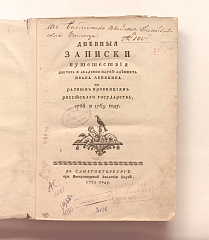 ДНЕВНЫЯ
ЗАПИСКИ
ПУТЕШЕСТВІЯ
ДОКТОРА И АКАДЕМІИ НАУКЪ АДЪЮНКТА
ИВАНА ЛЕПЕХИНА
ПО
РАЗНЫМЪ ПРОВИНЦІЯМЪ
РОССІЙСКАГО ГОСУДАРСТВА,
1768 и 1769 году.
ВЪ САНКТПЕТЕРБУРГѢ
при Императорской Академіи Наукъ,
1771 году.